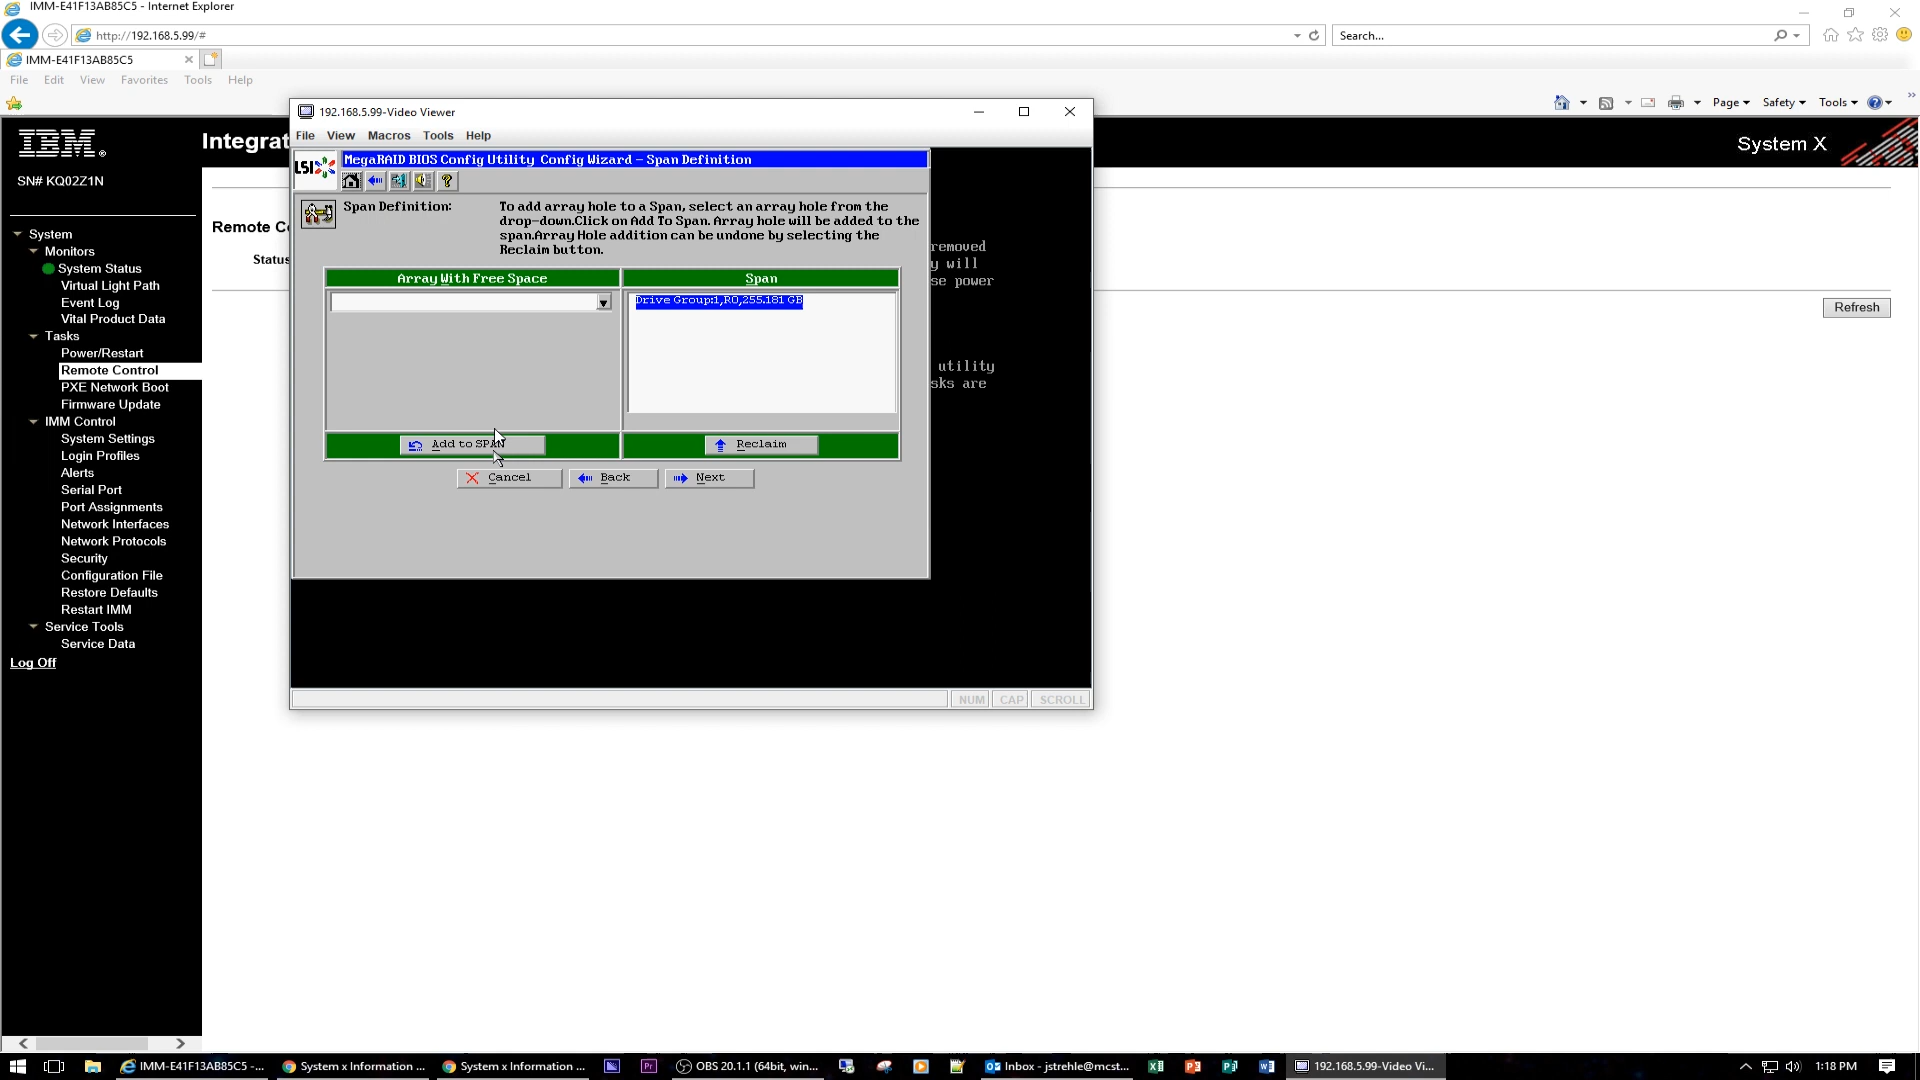 IMM-E41F13AB85C5 - Internet Explorer
http://192.168.5.99/#
Search...
IMM-E41F13AB85C5
File Edit View Favorites Tools Help
Page Safety Tools
192.168.5.99-Video Viewer
File View Macros Tools Help
IBM
Integrat
System X
SN# KQ02Z1N
LSI
MegaRAID BIOS Config Utility Config Wizard - Span Definition
Span Definition:
To add array hole to a Span, select an array hole from the
drop-down.Click on Add To Span. Array hole will be added to the
span.Array Hole addition can be undone by selecting the
Reclaim button.
Array With Free Space
Span
Drive Group:1,R0,255.181 GB
Add to SPAN
Reclaim
Cancel
Back
Next
removed
y will
se power
utility
sks are
NUM CAP SCROLL
Remote Co
Status
Refresh
System
Monitors
System Status
Virtual Light Path
Event Log
Vital Product Data
Tasks
Power/Restart
Remote Control
PXE Network Boot
Firmware Update
IMM Control
System Settings
Login Profiles
Alerts
Serial Port
Port Assignments
Network Interfaces
Network Protocols
Security
Configuration File
Restore Defaults
Restart IMM
Service Tools
Service Data
Log Off
IMM-E41F13AB85C5 -...
System x Information ...
System x Information ...
Pr
OBS 20.1.1 (64bit, win...
Inbox - jstrehle@mcst...
192.168.5.99-Video Vi...
1:18 PM